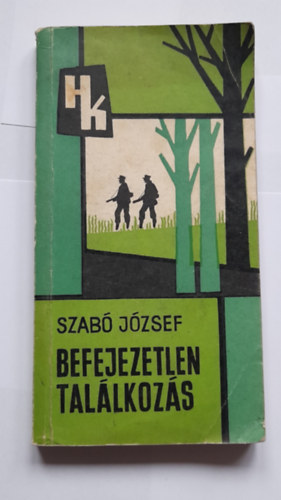 HK
SZABÓ JÓZSEF
BEFEJEZETLEN
TALÁLKOZÁS